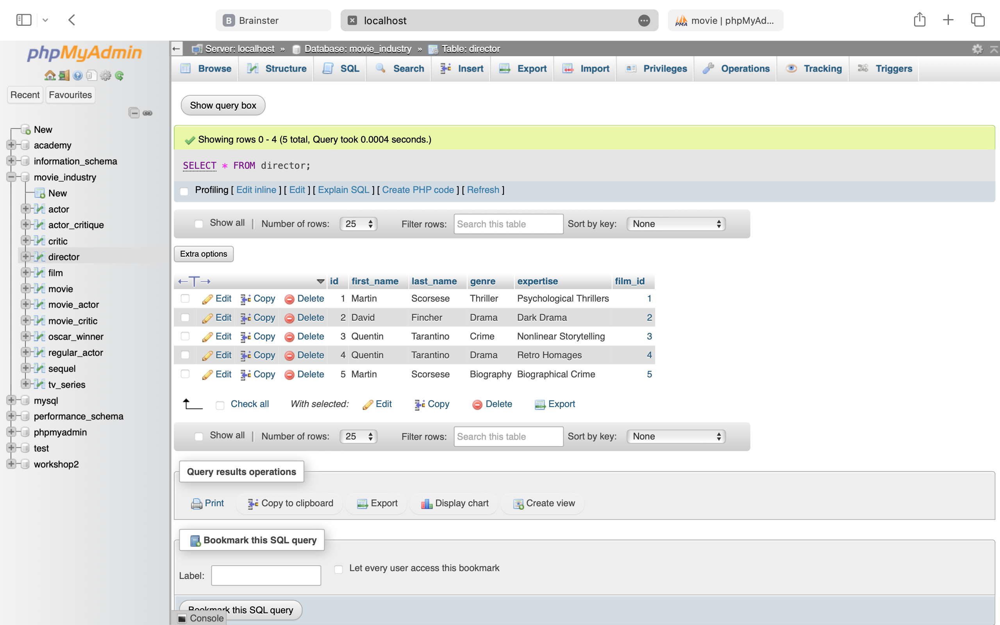 B Brainster
localhost
PMA movie | phpMyAd...
phpMyAdmin
Recent Favourites
New
academy
information_schema
movie_industry
New
actor
actor_critique
critic
director
film
movie
movie_actor
movie_critic
oscar_winner
regular_actor
sequel
tv_series
mysql
performance_schema
phpmyadmin
test
workshop2
Server: localhost » Database: movie_industry » Table: director
Browse Structure SQL Search Insert Export Import Privileges Operations Tracking Triggers
Show query box
Showing rows 0 - 4 (5 total, Query took 0.0004 seconds.)
SELECT * FROM director;
Profiling [ Edit inline ] [ Edit ] [ Explain SQL ] [ Create PHP code ] [ Refresh ]
Show all | Number of rows: 25 Filter rows: Search this table Sort by key: None
Extra options
←T→ id first_name last_name genre expertise film_id
Edit Copy Delete 1 Martin Scorsese Thriller Psychological Thrillers 1
Edit Copy Delete 2 David Fincher Drama Dark Drama 2
Edit Copy Delete 3 Quentin Tarantino Crime Nonlinear Storytelling 3
Edit Copy Delete 4 Quentin Tarantino Drama Retro Homages 4
Edit Copy Delete 5 Martin Scorsese Biography Biographical Crime 5
Check all With selected: Edit Copy Delete Export
Show all | Number of rows: 25 Filter rows: Search this table Sort by key: None
Query results operations
Print Copy to clipboard Export Display chart Create view
Bookmark this SQL query
Label: Let every user access this bookmark
Bookmark this SQL query
Console